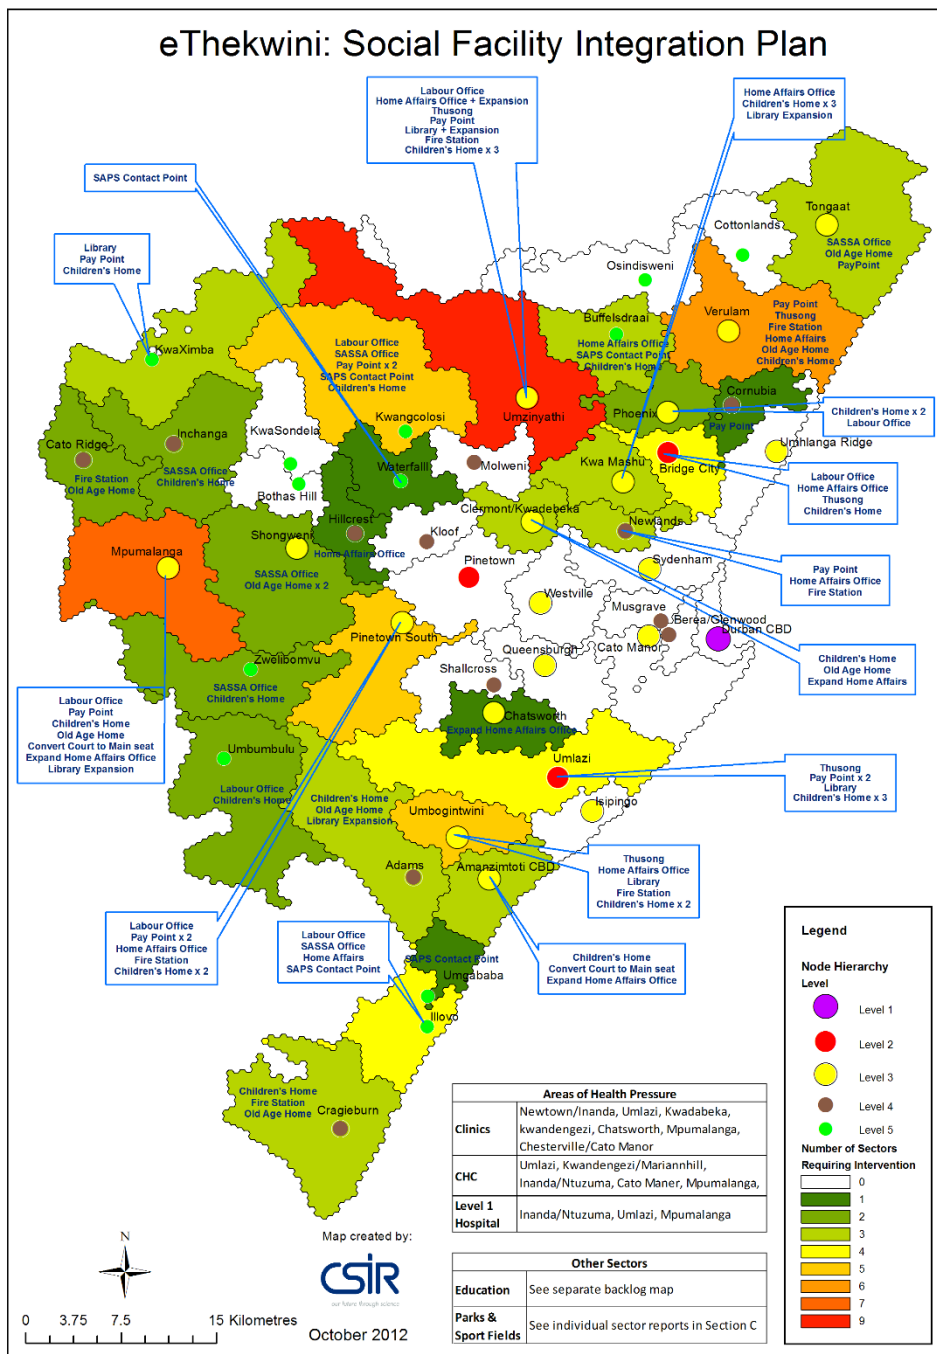 eThekwini: Social Facility Integration Plan
Labour Office
Home Affairs Office + Expansion
Thusong
Pay Point
Library + Expansion
Fire Station
Children's Home x 3
Home Affairs Office
Children's Home x 3
Library Expansion
SAPS Contact Point
Library
Pay Point
Children's Home
Tongaat
SASSA Office
Old Age Home
PayPoint
Cottonlands
Osindisweni
Buffelsdraai
Home Affairs Office
SAPS Contact Point
Children's Home
Verulam
Pay Point
Thusong
Fire Station
Home Affairs
Old Age Home
Children's Home
KwaXimba
Labour Office
SASSA Office
Pay Point x 2
SAPS Contact Point
Children's Home
Kwangcolosi
Umzinyathi
Phoenix
Cornubia
Pay Point
Children's Home x 2
Labour Office
Cato Ridge
Fire Station
Old Age Home
Inchanga
SASSA Office
Children's Home
KwaSondela
Bothas Hill
Waterfalll
Molweni
Kwa Mashu
Bridge City
Umhlanga Ridge
Labour Office
Home Affairs Office
Thusong
Children's Home
Clermont/Kwadebeka
Newlands
Hillcrest
Home Affairs Office
Kloof
Mpumalanga
Shongweni
SASSA Office
Old Age Home x 2
Pinetown
Sydenham
Pay Point
Home Affairs Office
Fire Station
Westville
Musgrave
Berea/Glenwood
Durban CBD
Cato Manor
Pinetown South
Queensburgh
Shallcross
Zwelibomvu
SASSA Office
Children's Home
Children's Home
Old Age Home
Expand Home Affairs
Chatsworth
Expand Home Affairs Office
Labour Office
Pay Point
Children's Home
Old Age Home
Convert Court to Main seat
Expand Home Affairs Office
Library Expansion
Umbumbulu
Labour Office
Children's Home
Umlazi
Thusong
Pay Point x 2
Library
Children's Home x 3
Isipingo
Children's Home
Old Age Home
Library Expansion
Umbogintwini
Adams
Amanzimtoti CBD
Thusong
Home Affairs Office
Library
Fire Station
Children's Home x 2
Labour Office
Pay Point x 2
Home Affairs Office
Fire Station
Children's Home x 2
Labour Office
SASSA Office
Home Affairs
SAPS Contact Point
SAPS Contact Point
Umgababa
Illovo
Children's Home
Convert Court to Main seat
Expand Home Affairs Office
Children's Home
Fire Station
Old Age Home
Cragieburn
Legend
Node Hierarchy
Level
Level 1
Level 2
Level 3
Level 4
Level 5
Number of Sectors
Requiring Intervention
0
1
2
3
4
5
6
7
9
Areas of Health Pressure
Clinics
Newtown/Inanda, Umlazi, Kwadabeka,
kwandengezi, Chatsworth, Mpumalanga,
Chesterville/Cato Manor
CHC
Umlazi, Kwandengezi/Mariannhill,
Inanda/Ntuzuma, Cato Maner, Mpumalanga,
Level 1
Hospital
Inanda/Ntuzuma, Umlazi, Mpumalanga
Other Sectors
Education
See separate backlog map
Parks &
Sport Fields
See individual sector reports in Section C
N
0 3.75 7.5 15 Kilometres
Map created by:
CSIR
our future through science
October 2012